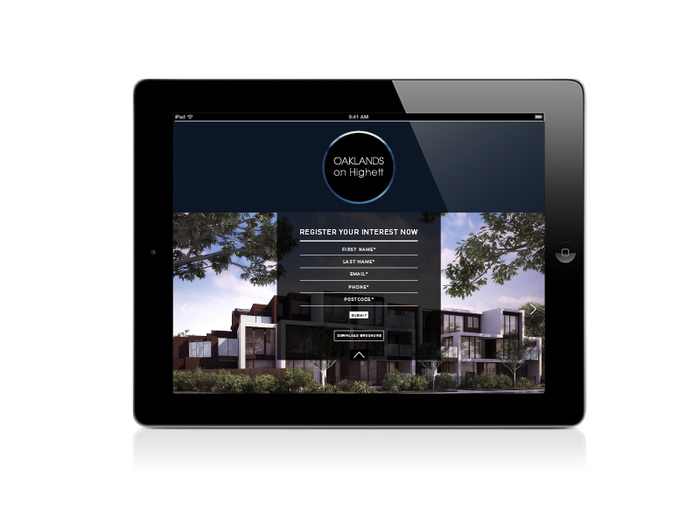 iPad
9:41 AM
OAKLANDS
on Highett
REGISTER YOUR INTEREST NOW
FIRST NAME*
LAST NAME*
EMAIL*
PHONE*
POSTCODE*
SUBMIT
DOWNLOAD BROCHURE